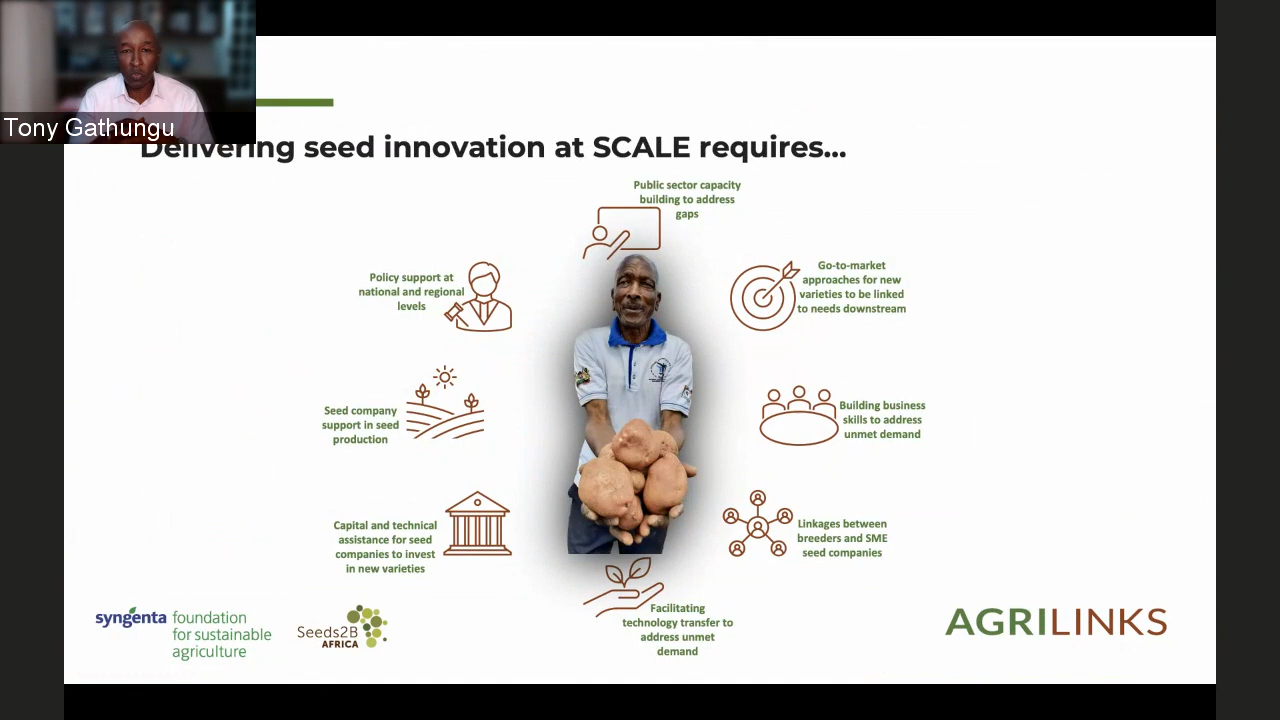 Tony Gathungu
Delivering seed innovation at SCALE requires...
Public sector capacity
building to address
gaps
Go-to-market
approaches for new
varieties to be linked
to needs downstream
Building business
skills to address
unmet demand
Linkages between
breeders and SME
seed companies
Facilitating
technology transfer to
address unmet
demand
Capital and technical
assistance for seed
companies to invest
in new varieties
Seed company
support in seed
production
Policy support at
national and regional
levels
syngenta foundation
for sustainable
agriculture
Seeds2B
AFRICA
AGRILINKS